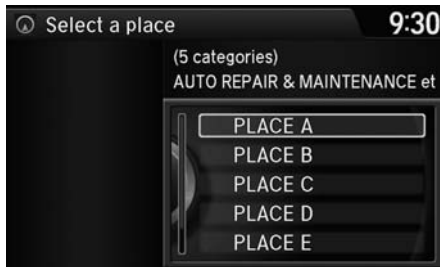 Select a place
9:30
(5 categories)
AUTO REPAIR & MAINTENANCE et
PLACE A
PLACE B
PLACE C
PLACE D
PLACE E